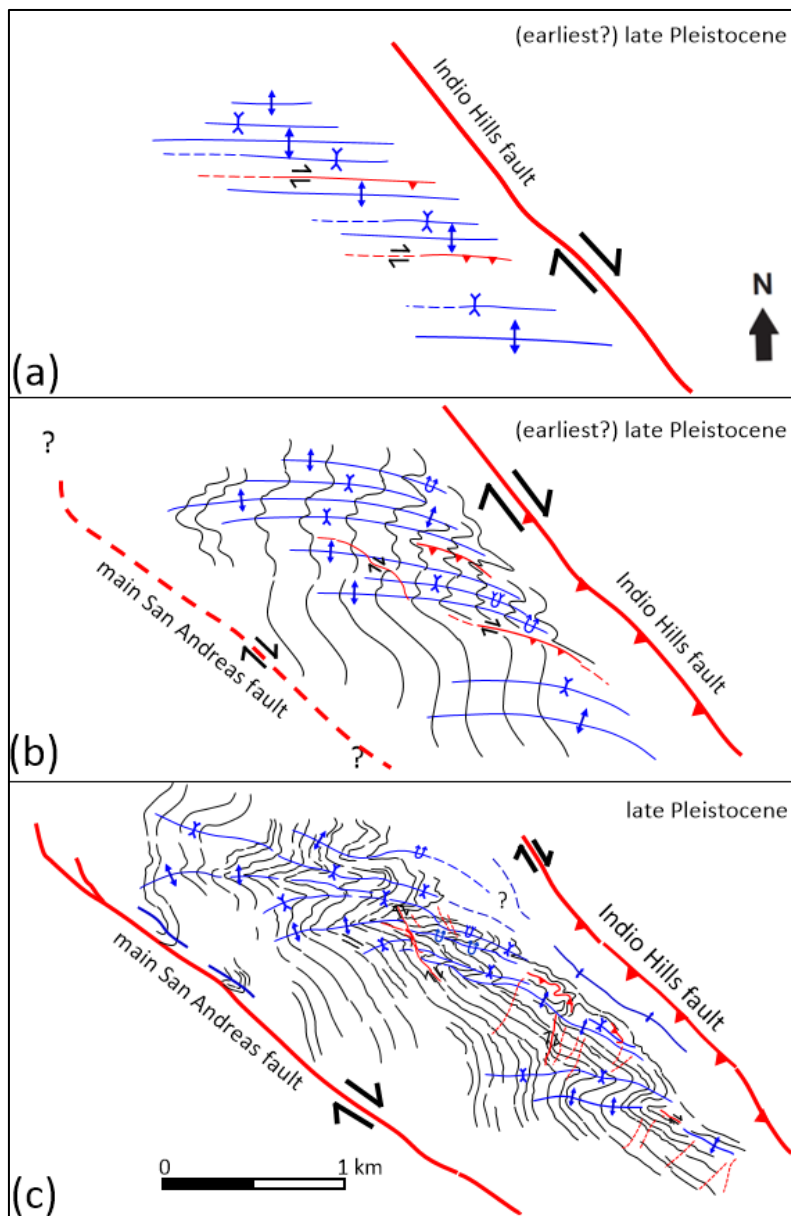 (earliest?) late Pleistocene
Indio Hills fault
N
(a)
(earliest?) late Pleistocene
?
Indio Hills fault
main San Andreas fault
?
(b)
late Pleistocene
?
Indio Hills fault
main San Andreas fault
0 1 km
(c)